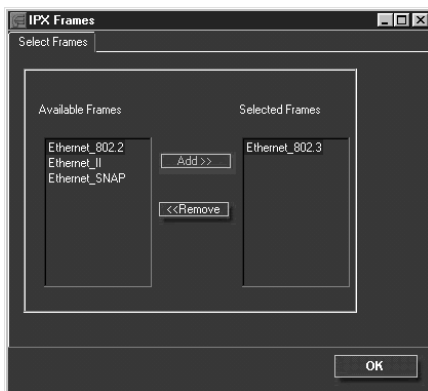 IPX Frames
Select Frames
Available Frames
Selected Frames
Ethernet_802.2
Ethernet_II
Ethernet_SNAP
Add >>
<<Remove
Ethernet_802.3
OK